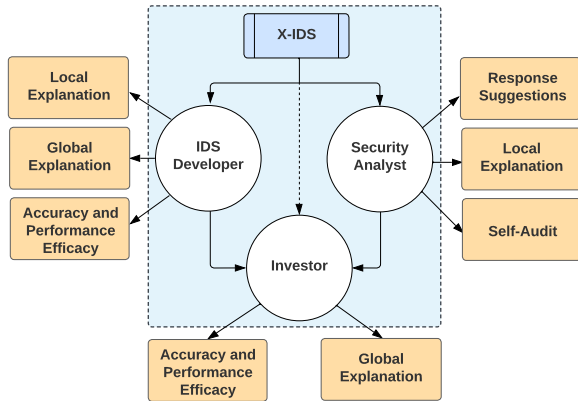 X-IDS
Local
Explanation
Global
Explanation
Accuracy and
Performance
Efficacy
IDS
Developer
Security
Analyst
Response
Suggestions
Local
Explanation
Self-Audit
Investor
Accuracy and
Performance
Efficacy
Global
Explanation